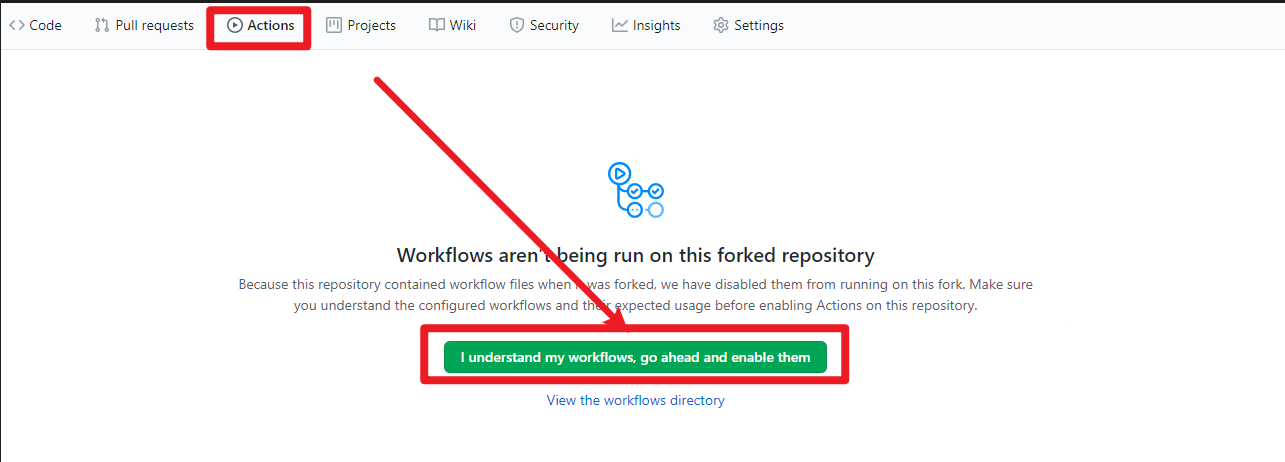 Code Pull requests Actions Projects Wiki Security Insights Settings
Workflows aren't being run on this forked repository
Because this repository contained workflow files when it was forked, we have disabled them from running on this fork. Make sure
you understand the configured workflows and their expected usage before enabling Actions on this repository.
I understand my workflows, go ahead and enable them
View the workflows directory